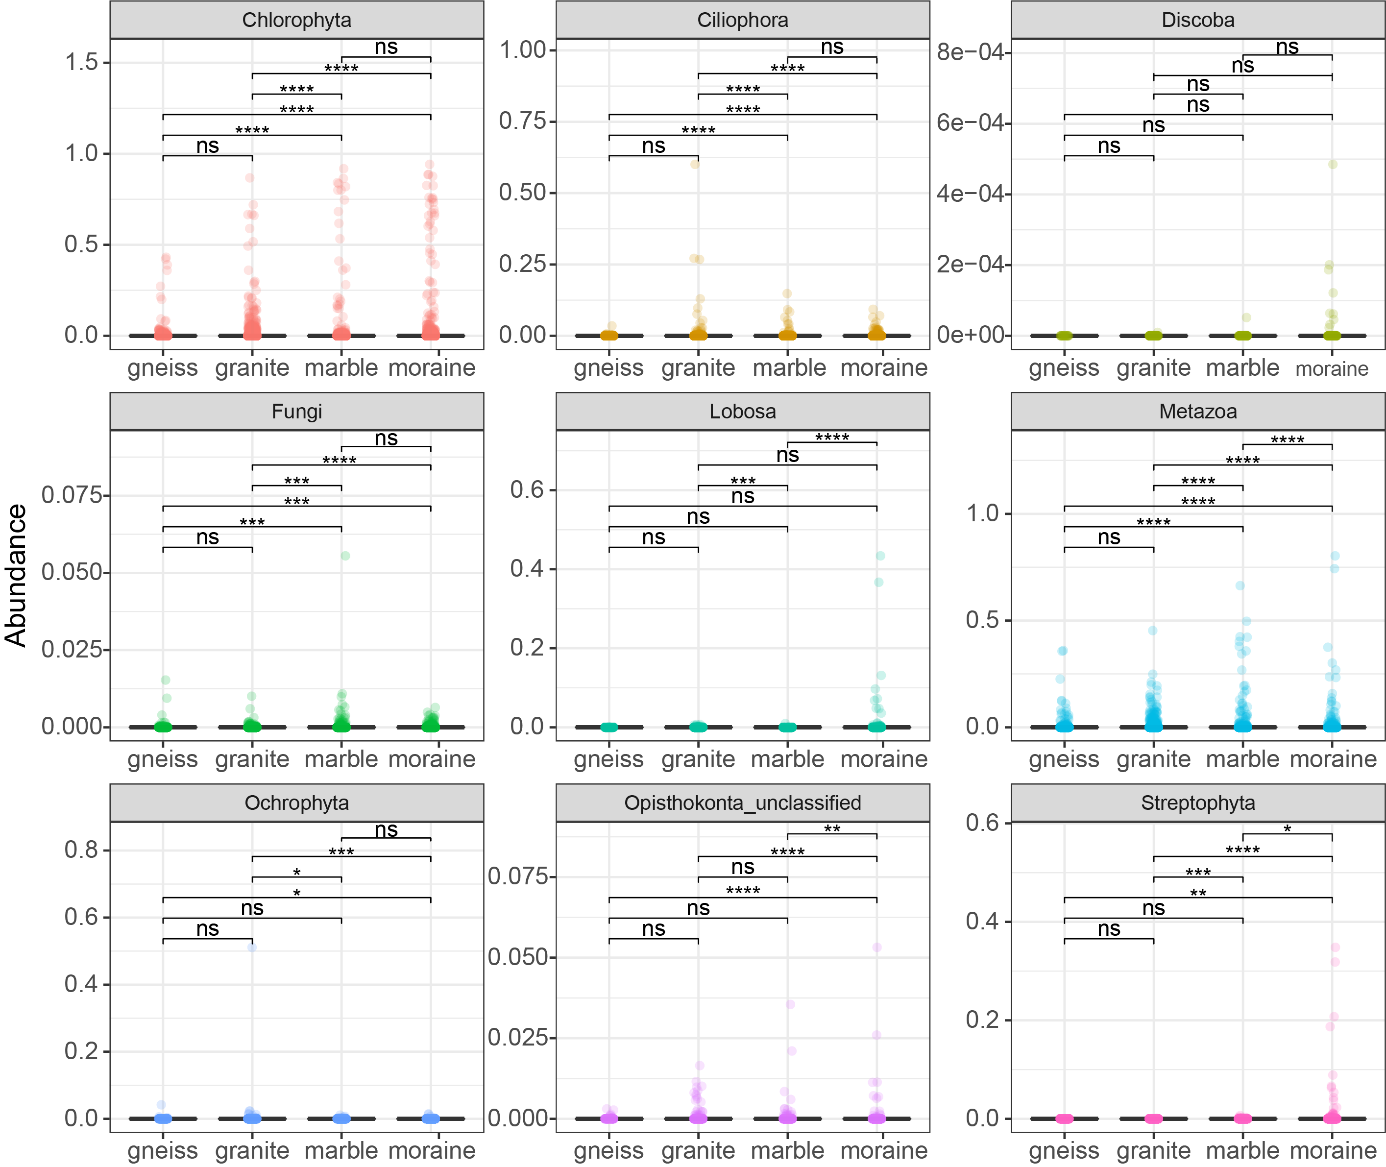 Chlorophyta
Ciliophora
Discoba
ns
****
****
****
****
ns
1.5
1.0
0.5
0.0
gneiss granite marble moraine
ns
****
****
****
****
ns
1.00
0.75
0.50
0.25
0.00
gneiss granite marble moraine
ns
ns
ns
ns
ns
ns
8e−04
6e−04
4e−04
2e−04
0e+00
gneiss granite marble moraine
Abundance
Fungi
Lobosa
Metazoa
ns
****
***
***
***
ns
0.075
0.050
0.025
0.000
gneiss granite marble moraine
****
ns
***
ns
ns
ns
0.6
0.4
0.2
0.0
gneiss granite marble moraine
****
****
****
****
****
ns
1.0
0.5
0.0
gneiss granite marble moraine
Ochrophyta
Opisthokonta_unclassified
Streptophyta
ns
***
*
*
ns
ns
0.8
0.6
0.4
0.2
0.0
gneiss granite marble moraine
**
****
ns
****
ns
ns
0.075
0.050
0.025
0.000
gneiss granite marble moraine
*
****
***
**
ns
ns
0.6
0.4
0.2
0.0
gneiss granite marble moraine